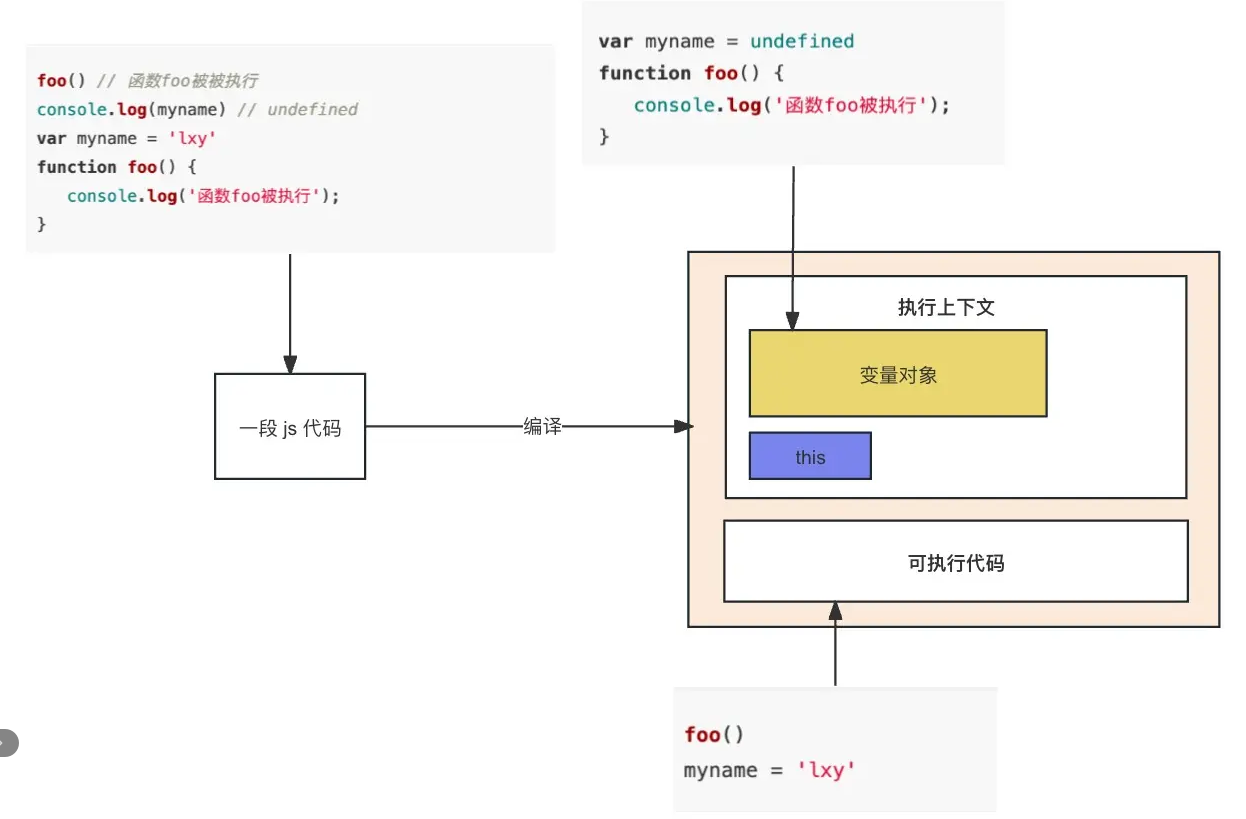 foo() // 函数foo被被执行
console.log(myname) // undefined
var myname = 'lxy'
function foo() {
   console.log('函数foo被执行');
}
var myname = undefined
function foo() {
   console.log('函数foo被执行');
}
执行上下文
变量对象
一段 js 代码
编译
this
可执行代码
foo()
myname = 'lxy'